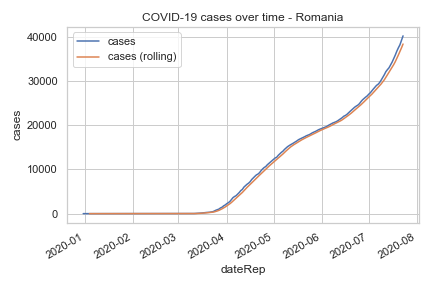 COVID-19 cases over time - Romania
cases
cases (rolling)
40000
30000
20000
10000
0
cases
2020-01
2020-02
2020-03
2020-04
2020-05
2020-06
2020-07
2020-08
dateRep